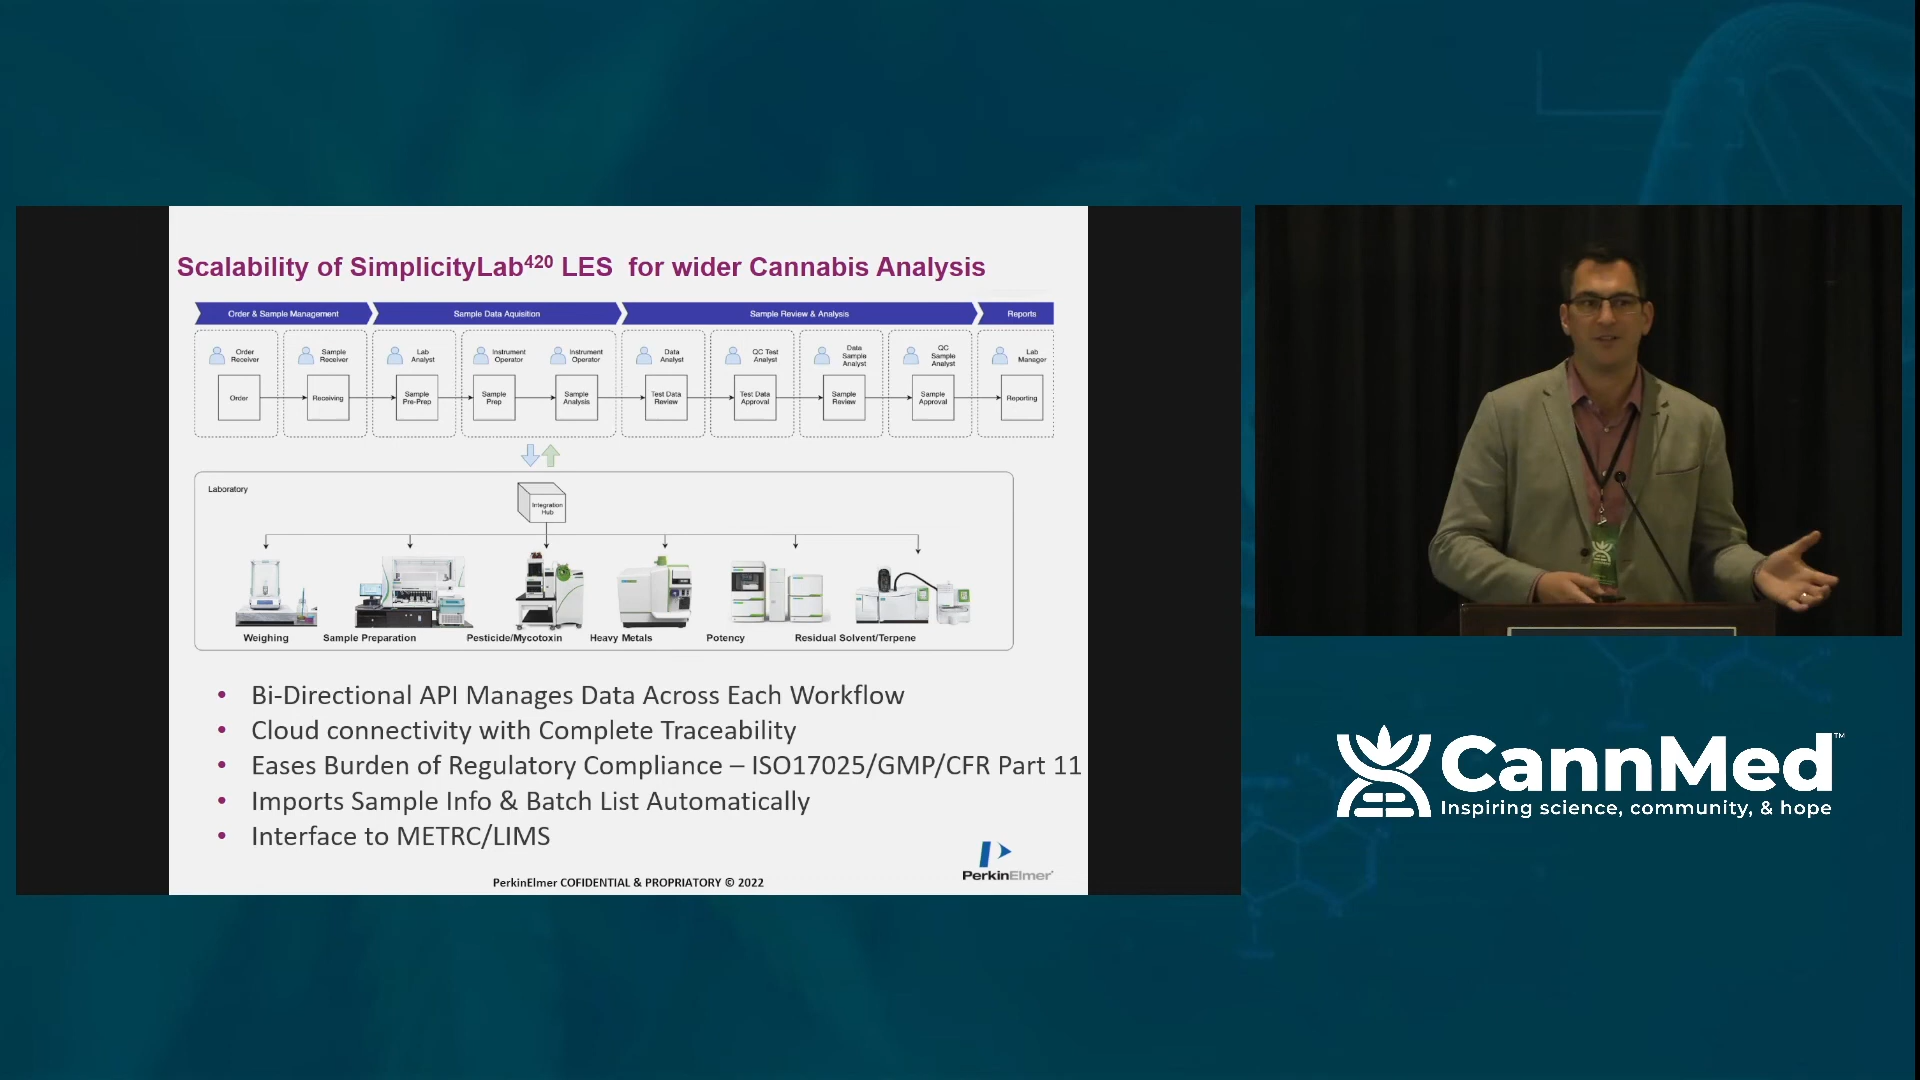 Scalability of SimplicityLab420 LES for wider Cannabis Analysis
Order & Sample Management
Sample Data Aquisition
Sample Review & Analysis
Reports
Order Receiver
Sample Receiver
Lab Analyst
Instrument Operator
Instrument Operator
Data Analyst
QC Test Analyst
Data Sample Analyst
QC Sample Analyst
Lab Manager
Order
Receiving
Sample Pre-Prep
Sample Prep
Sample Analysis
Test Data Review
Test Data Approval
Sample Review
Sample Approval
Reporting
Laboratory
Integration Hub
Weighing
Sample Preparation
Pesticide/Mycotoxin
Heavy Metals
Potency
Residual Solvent/Terpene
• Bi-Directional API Manages Data Across Each Workflow
• Cloud connectivity with Complete Traceability
• Eases Burden of Regulatory Compliance – ISO17025/GMP/CFR Part 11
• Imports Sample Info & Batch List Automatically
• Interface to METRC/LIMS
PerkinElmer COFIDENTIAL & PROPRIATORY © 2022
PerkinElmer
CannMed™
Inspiring science, community, & hope